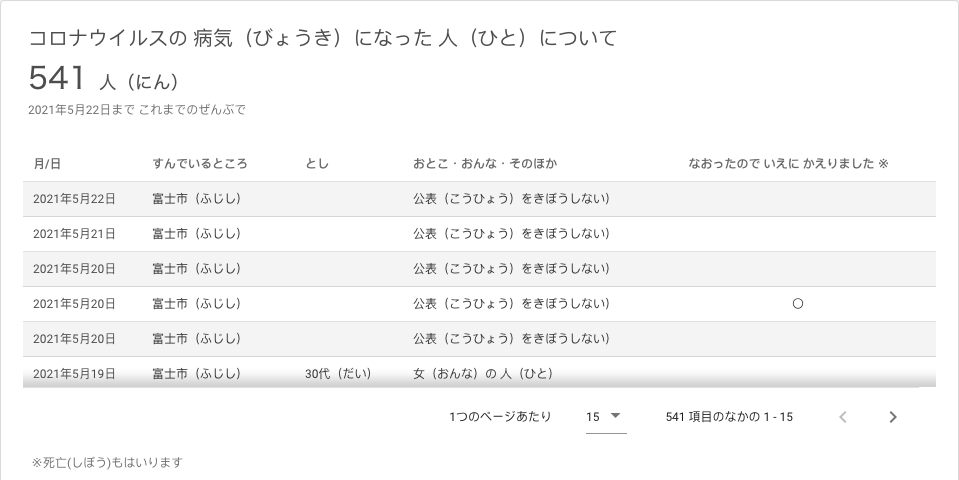 コロナウイルスの 病気（びょうき）になった 人（ひと）について
541 人（にん）
2021年5月22日まで これまでのぜんぶで
月/日 すんでいるところ とし おとこ・おんな・そのほか なおったので いえに かえりました ※
2021年5月22日 富士市（ふじし） 公表（こうひょう）をきぼうしない）
2021年5月21日 富士市（ふじし） 公表（こうひょう）をきぼうしない）
2021年5月20日 富士市（ふじし） 公表（こうひょう）をきぼうしない）
2021年5月20日 富士市（ふじし） 公表（こうひょう）をきぼうしない） ○
2021年5月20日 富士市（ふじし） 公表（こうひょう）をきぼうしない）
2021年5月19日 富士市（ふじし） 30代（だい） 女（おんな）の 人（ひと）
1つのページあたり 15 541 項目のなかの 1 - 15
※死亡(しぼう)もはいります